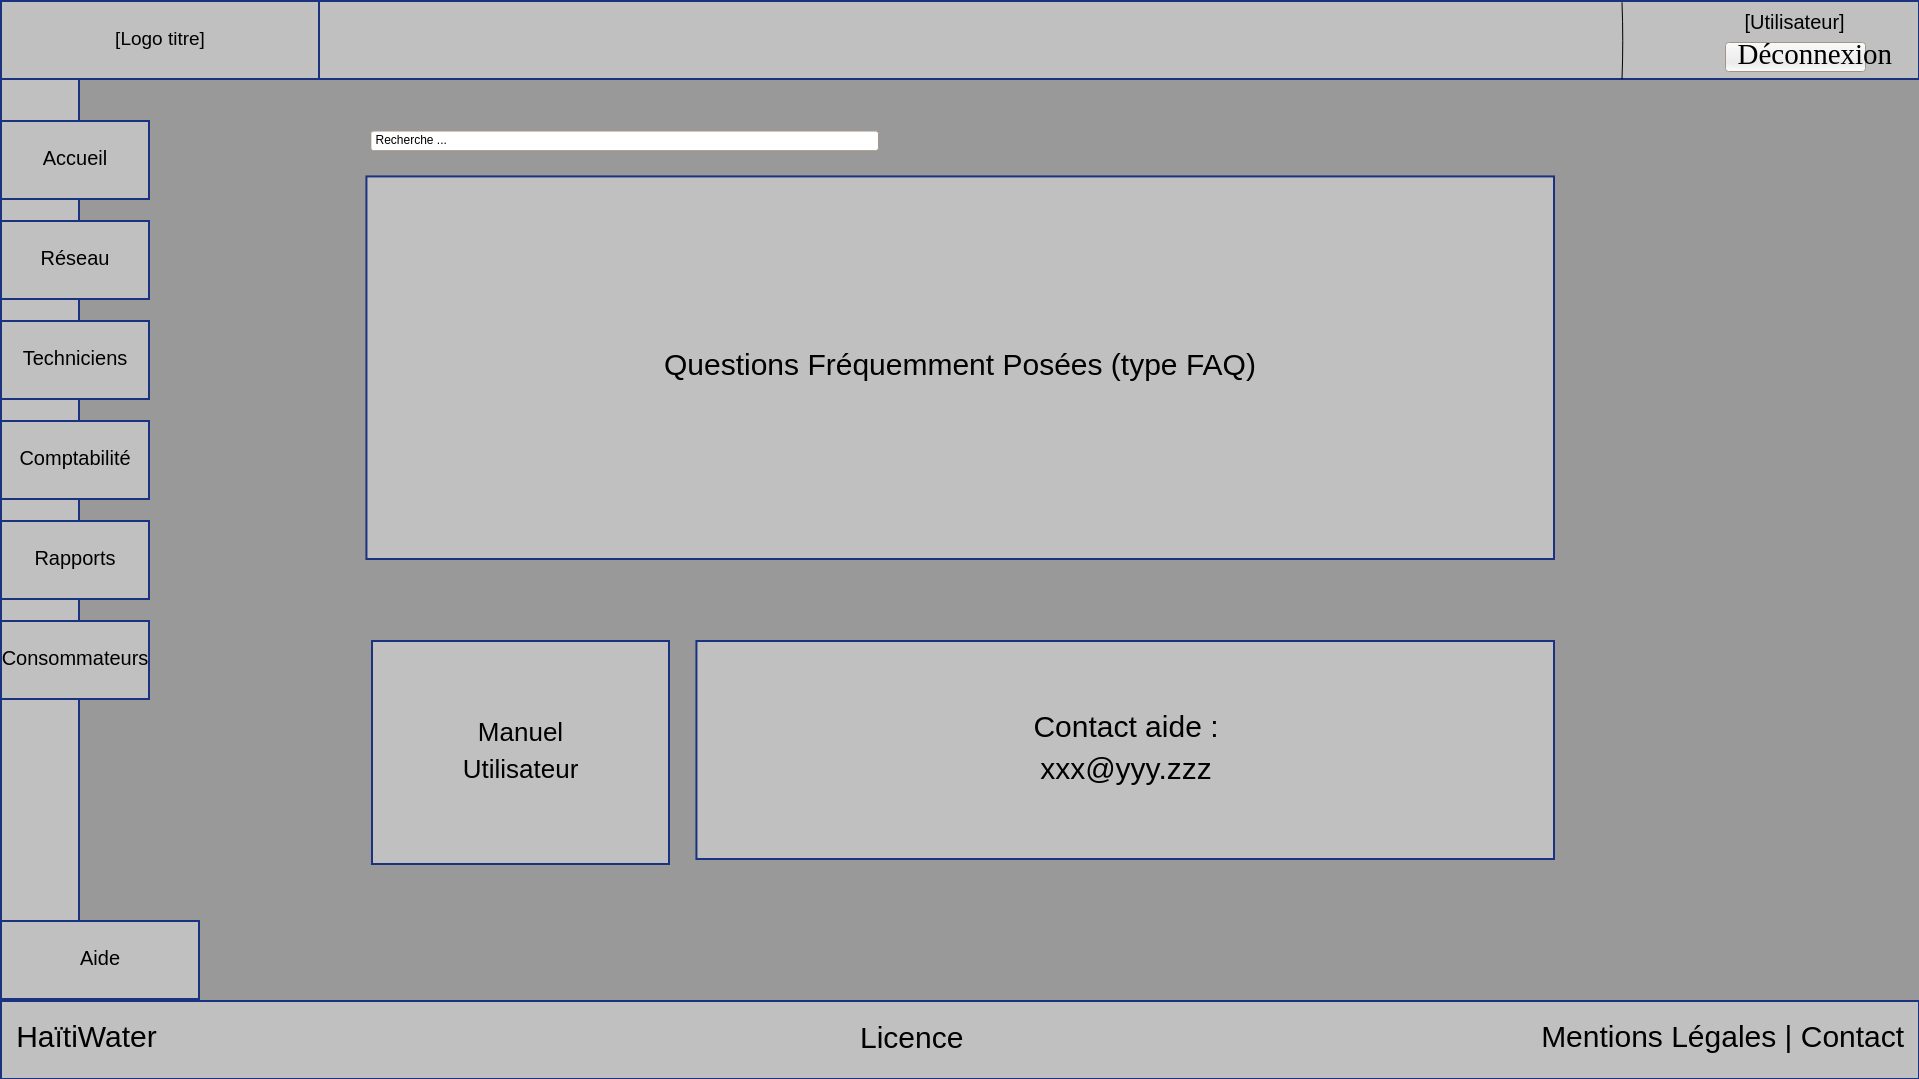 [Logo titre]
[Utilisateur]
Déconnexion
Recherche ...
Accueil
Réseau
Techniciens
Comptabilité
Rapports
Consommateurs
Aide
Questions Fréquemment Posées (type FAQ)
Manuel
Utilisateur
Contact aide :
xxx@yyy.zzz
HaïtiWater
Licence
Mentions Légales | Contact